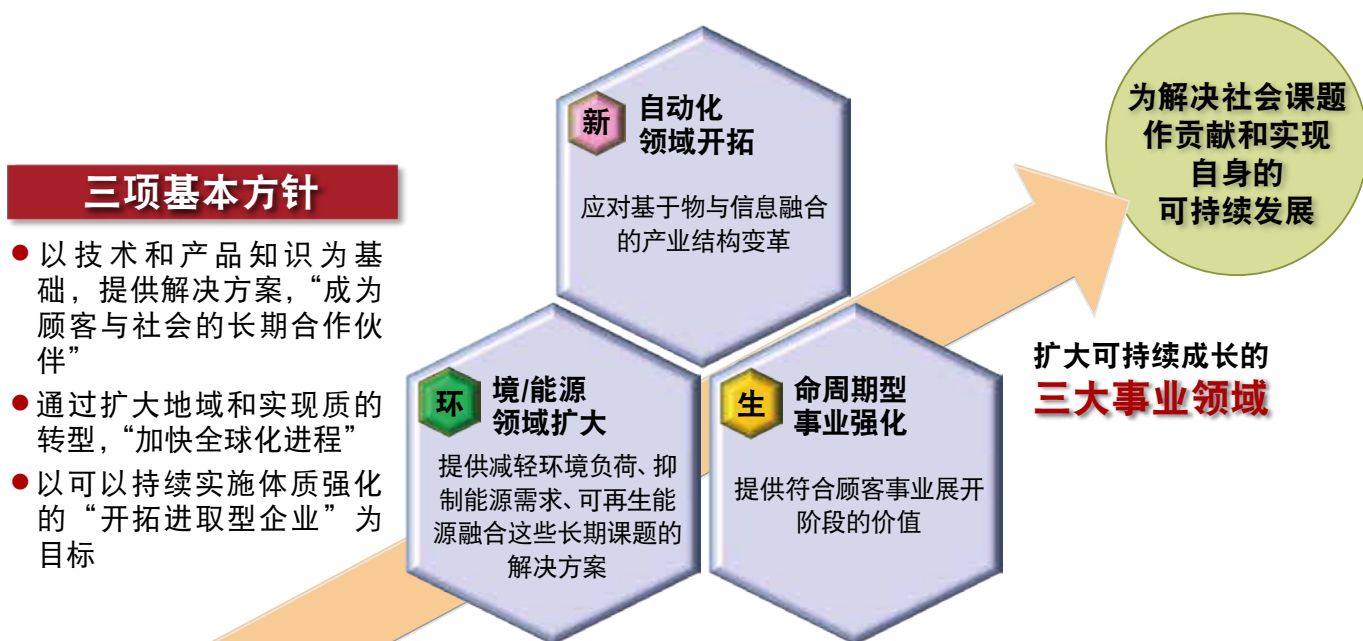 三项基本方针
●以技术和产品知识为基
础，提供解决方案，“成为
顾客与社会的长期合作伙
伴”
●通过扩大地域和实现质的
转型，“加快全球化进程”
●以可以持续实施体质强化
的“开拓进取型企业”为
目标
新 自动化
领域开拓
应对基于物与信息融合
的产业结构变革
环 境/能源
领域扩大
提供减轻环境负荷、抑
制能源需求、可再生能
源融合这些长期课题的
解决方案
生 命周期型
事业强化
提供符合顾客事业展开
阶段的价值
为解决社会课题
作贡献和实现
自身的
可持续发展
扩大可持续成长的
三大事业领域